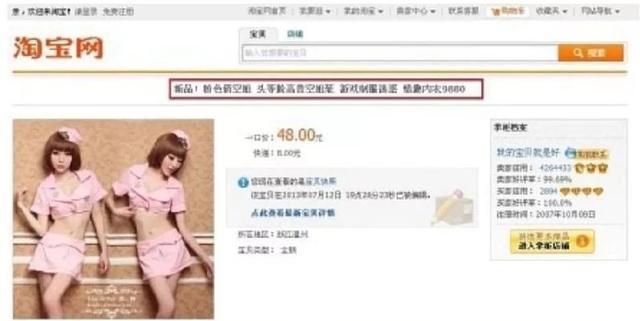 您，欢迎来淘宝！ 请登录 免费注册
淘宝网首页 我要逛 我的淘宝 卖家中心 联系客服 购物车 收藏夹 网站导航
淘宝网
宝贝 店铺
输入您想要的宝贝
搜索
新品！粉色俏空姐 头等舱高音空姐装 游戏制服诱惑 情趣内衣9880
一口价： 48.00元
快递： 8.00元
您现在查看的是宝贝快照
该宝贝在2013年07月12日 19点28分23秒已被编辑。
点此查看最新宝贝详情
所在地区： 浙江温州
宝贝类型： 全新
掌柜档案
我的宝贝就是好
卖家信用： 4264433
卖家好评率： 99.69%
买家信用： 2894
买家好评率： 100.0%
注册时间： 2007年10月09日
进入掌柜店铺